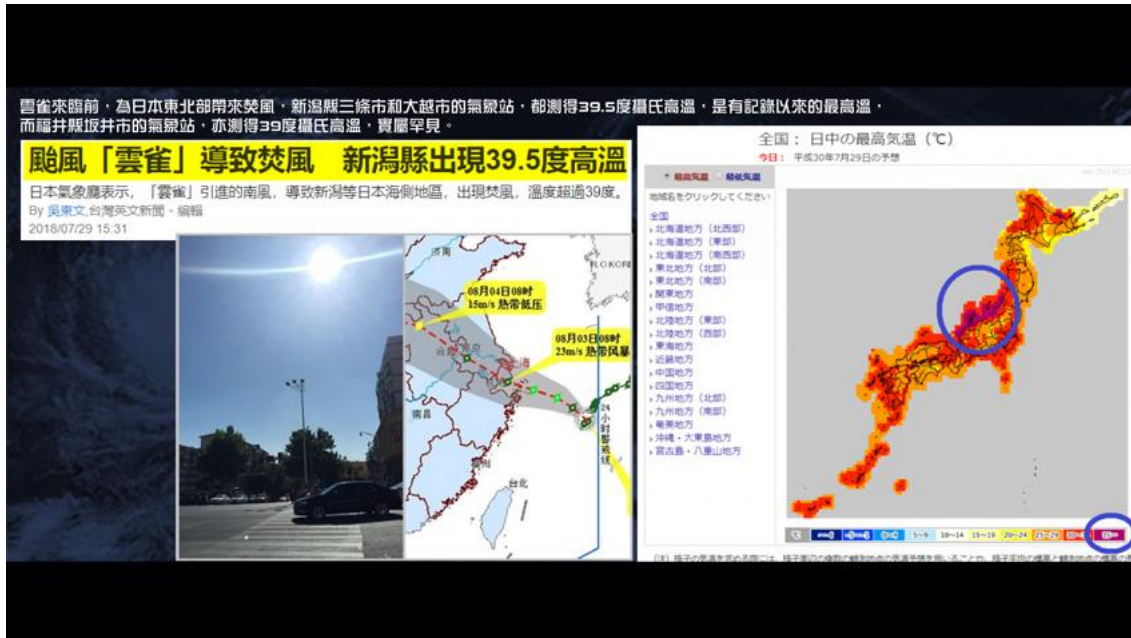 雲雀來臨前，為日本東北部帶來焚風，新潟縣三條市和大越市的氣象站，都測得39.5度攝氏高溫，是有記錄以來的最高溫，
而福井縣坂井市的氣象站，亦測得39度攝氏高溫，實屬罕見。
颱風「雲雀」導致焚風 新潟縣出現39.5度高溫
日本氣象廳表示，「雲雀」引進的南風，導致新潟等日本海側地區，出現焚風，溫度超過39度。
By 吳東文,台灣英文新聞－編輯
2018/07/29 15:31
济南
R.O.KOR
08月04日08时
15m/s 热带低压
08月03日08时
23m/s 热带风暴
上海
南昌
台北
24小时警戒线
全国： 日中の最高気温（℃）
今日： 平成30年7月29日の予想
最高気温 最低気温
地域名をクリックしてください
全国
北海道地方（北西部）
北海道地方（東部）
北海道地方（南西部）
東北地方（北部）
東北地方（南部）
関東地方
甲信地方
北陸地方（東部）
北陸地方（西部）
東海地方
近畿地方
中国地方
四国地方
九州地方（北部）
九州地方（南部）
奄美地方
沖縄・大東島地方
宮古島・八重山地方
℃ 5～9 10～14 15～19 20～24 25～29